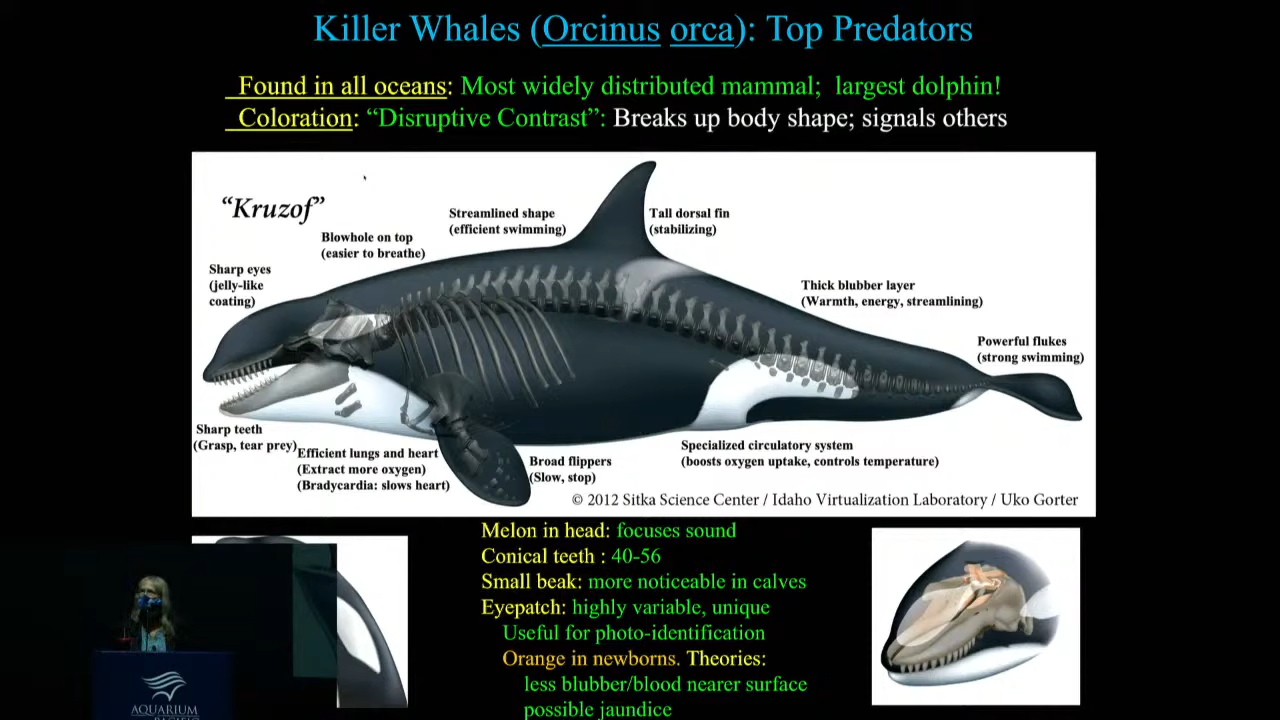 Killer Whales (Orcinus orca): Top Predators
Found in all oceans: Most widely distributed mammal; largest dolphin!
Coloration: “Disruptive Contrast”: Breaks up body shape; signals others
“Kruzof”
Streamlined shape
(efficient swimming)
Tall dorsal fin
(stabilizing)
Blowhole on top
(easier to breathe)
Sharp eyes
(jelly-like
coating)
Thick blubber layer
(Warmth, energy, streamlining)
Powerful flukes
(strong swimming)
Sharp teeth
(Grasp, tear prey)
Efficient lungs and heart
(Extract more oxygen)
(Bradycardia: slows heart)
Broad flippers
(Slow, stop)
Specialized circulatory system
(boosts oxygen uptake, controls temperature)
© 2012 Sitka Science Center / Idaho Virtualization Laboratory / Uko Gorter
Melon in head: focuses sound
Conical teeth : 40-56
Small beak: more noticeable in calves
Eyepatch: highly variable, unique
Useful for photo-identification
Orange in newborns. Theories:
less blubber/blood nearer surface
possible jaundice
AQUARIUM